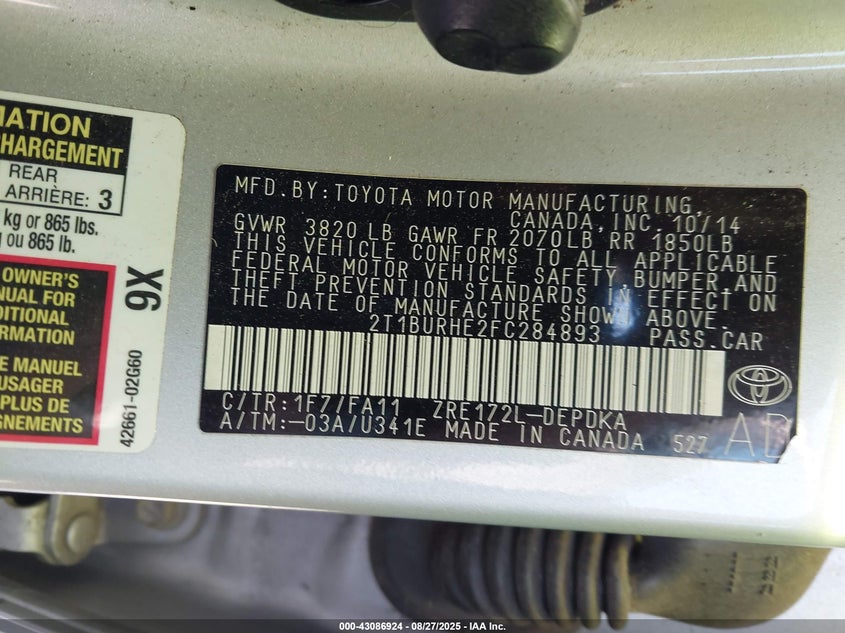 MATION
CHARGEMENT
REAR
ARRIÈRE: 3
kg or 865 lbs.
ou 865 lb.
OWNER'S
NUAL FOR
DITIONAL
ORMATION
E MANUEL
USAGER
PLUS DE
42661-02G60
9X
MFD.BY:TOYOTA MOTOR MANUFACTURING,
CANADA,INC. 10/14
GVWR 3820 LB GAWR FR 2070LB RR 1850LB
THIS VEHICLE CONFORMS TO ALL APPLICABLE
FEDERAL MOTOR VEHICLE SAFETY, BUMPER, AND
THEFT PREVENTION STANDARDS IN EFFECT ON
THE DATE OF MANUFACTURE SHOWN ABOVE.
2T1BURHE2FC284893 PASS.CAR
C/TR:1F7/FA11 ZRE172L-DEPDKA
A/TM:-03A/U341E MADE IN CANADA 527
000-43086924 - 08/27/2025 - IAA Inc.